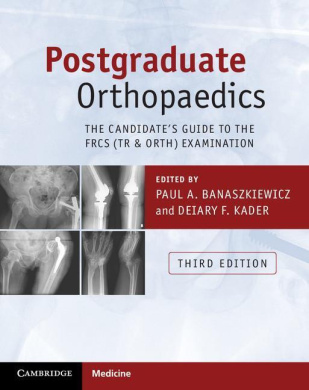 Postgraduate
Orthopaedics
THE CANDIDATE'S GUIDE TO THE
FRCS (TR & ORTH) EXAMINATION
EDITED BY
PAUL A. BANASZKIEWICZ
AND DEIARY F. KADER
THIRD EDITION
CAMBRIDGE Medicine